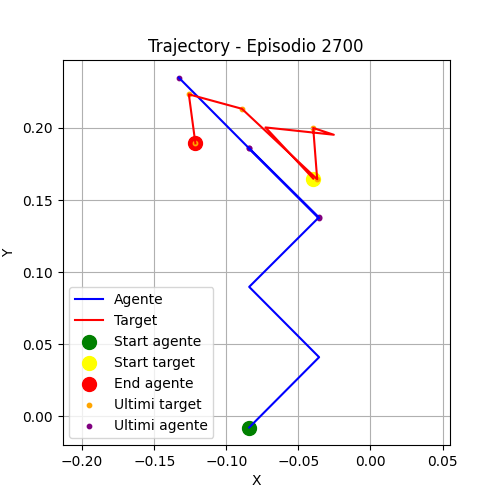 Trajectory - Episodio 2700
Y
0.20
0.15
0.10
0.05
0.00
Agente
Target
Start agente
Start target
End agente
Ultimi target
Ultimi agente
−0.20 −0.15 −0.10 −0.05 0.00 0.05
X